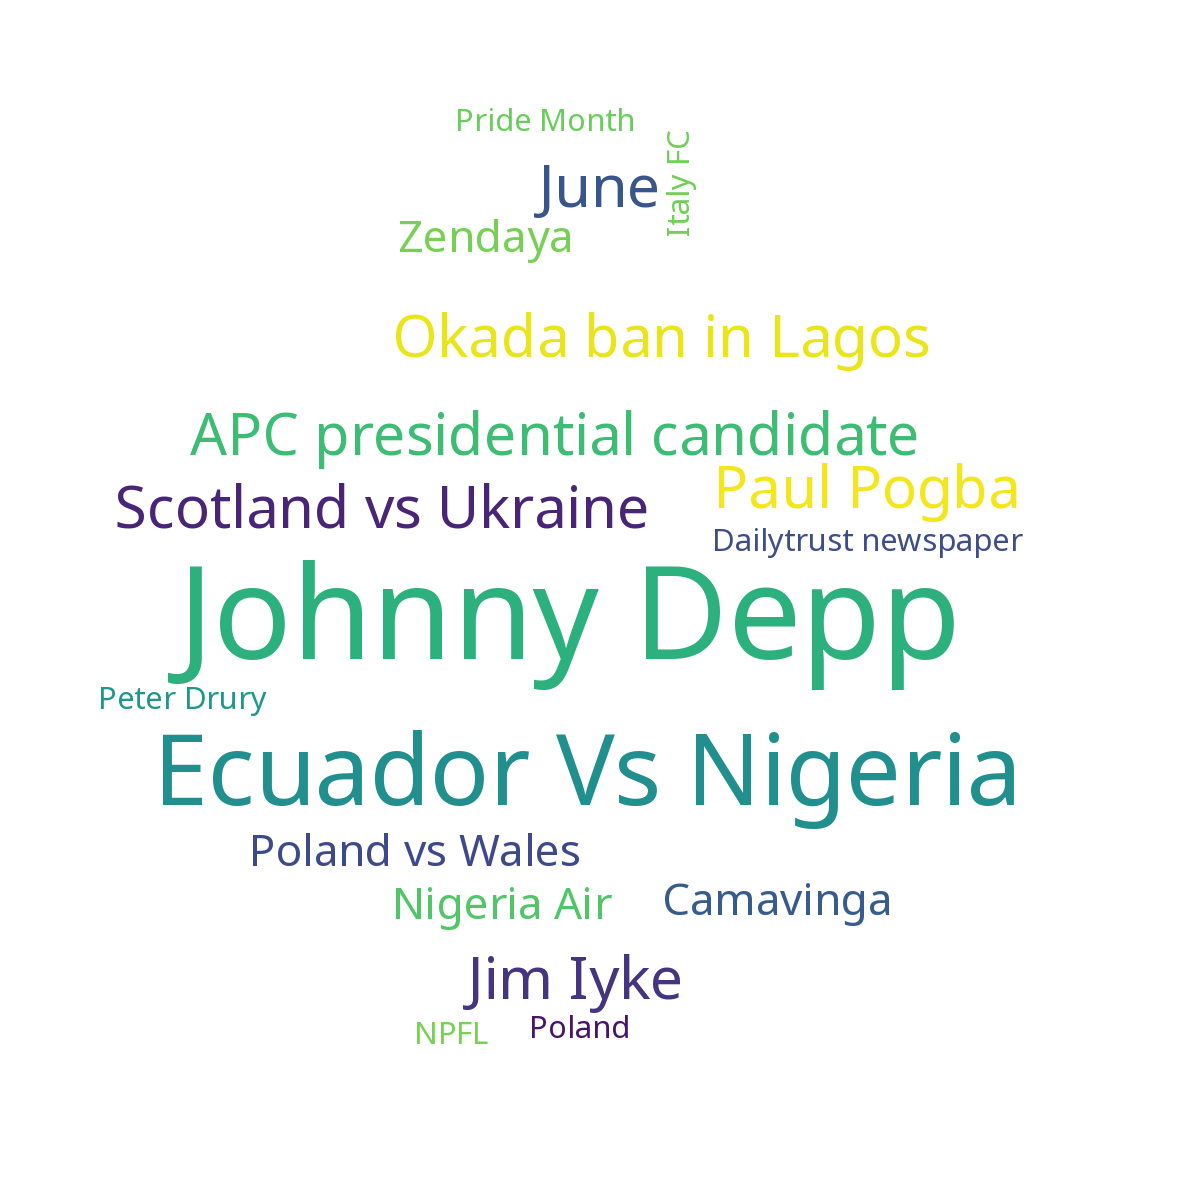 Pride Month
Italy FC
June
Zendaya
Okada ban in Lagos
APC presidential candidate
Paul Pogba
Scotland vs Ukraine
Dailytrust newspaper
Johnny Depp
Peter Drury
Ecuador Vs Nigeria
Poland vs Wales
Camavinga
Nigeria Air
Jim Iyke
Poland
NPFL